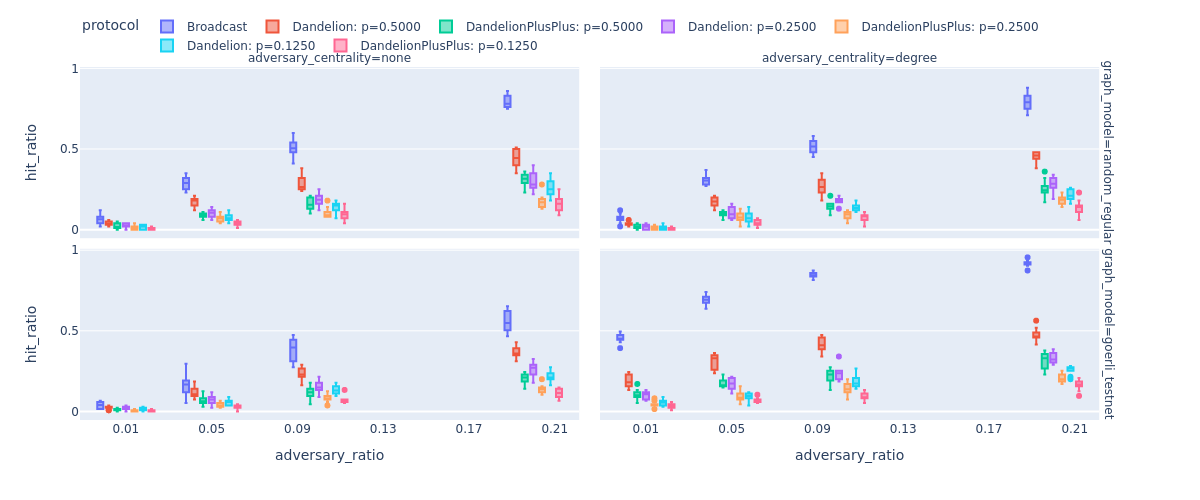 protocol
Broadcast
Dandelion: p=0.5000
DandelionPlusPlus: p=0.5000
Dandelion: p=0.2500
DandelionPlusPlus: p=0.2500
Dandelion: p=0.1250
DandelionPlusPlus: p=0.1250
adversary_centrality=none
adversary_centrality=degree
1
0.5
0
hit_ratio
graph_model=random_regular
1
0.5
0
hit_ratio
graph_model=goerli_testnet
0.01
0.05
0.09
0.13
0.17
0.21
0.01
0.05
0.09
0.13
0.17
0.21
adversary_ratio
adversary_ratio